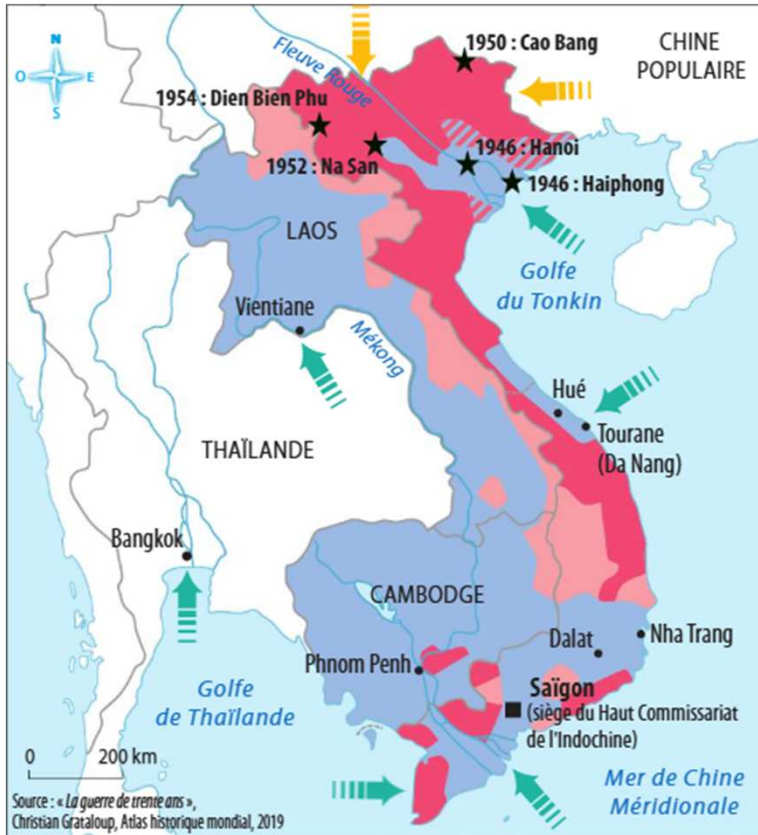 N
O
E
S
Fleuve Rouge
1950 : Cao Bang
CHINE
POPULAIRE
1954 : Dien Bien Phu
1952 : Na San
1946 : Hanoi
1946 : Haiphong
LAOS
Golfe
du Tonkin
Vientiane
Mékong
Hué
Tourane
(Da Nang)
THAÏLANDE
Bangkok
CAMBODGE
Dalat
Nha Trang
Phnom Penh
Saïgon
(siège du Haut Commissariat
de l'Indochine)
Golfe
de Thaïlande
0 200 km
Mer de Chine
Méridionale
Source : « La guerre de trente ans »,
Christian Grataloup, Atlas historique mondial, 2019